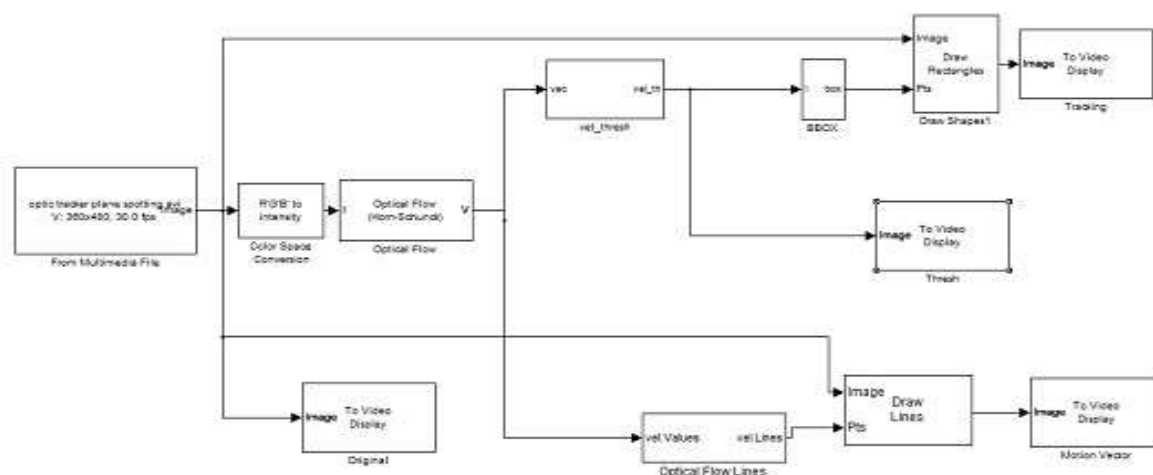 Image
Draw
Rectangles
Pts
Draw Shapes1
Image
To Video
Display
Tracking
vec
vel_th
vel_thresh
I
box
BBOX
optic tracker plane spotting.avi
V: 360x480, 30.0 fps
Image
From Multimedia File
R'G'B' to
intensity
Color Space
Conversion
I
Optical Flow
(Horn-Schunck)
V
Optical Flow
Image
To Video
Display
Thresh
Image
To Video
Display
Original
vel.Values
vel.Lines
Optical Flow Lines
Image
Draw
Lines
Pts
Image
To Video
Display
Motion Vector